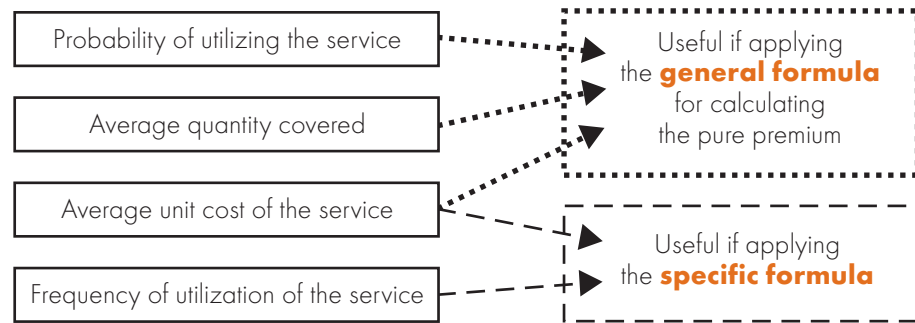 Probability of utilizing the service
Average quantity covered
Average unit cost of the service
Frequency of utilization of the service
Useful if applying
the general formula
for calculating
the pure premium
Useful if applying
the specific formula